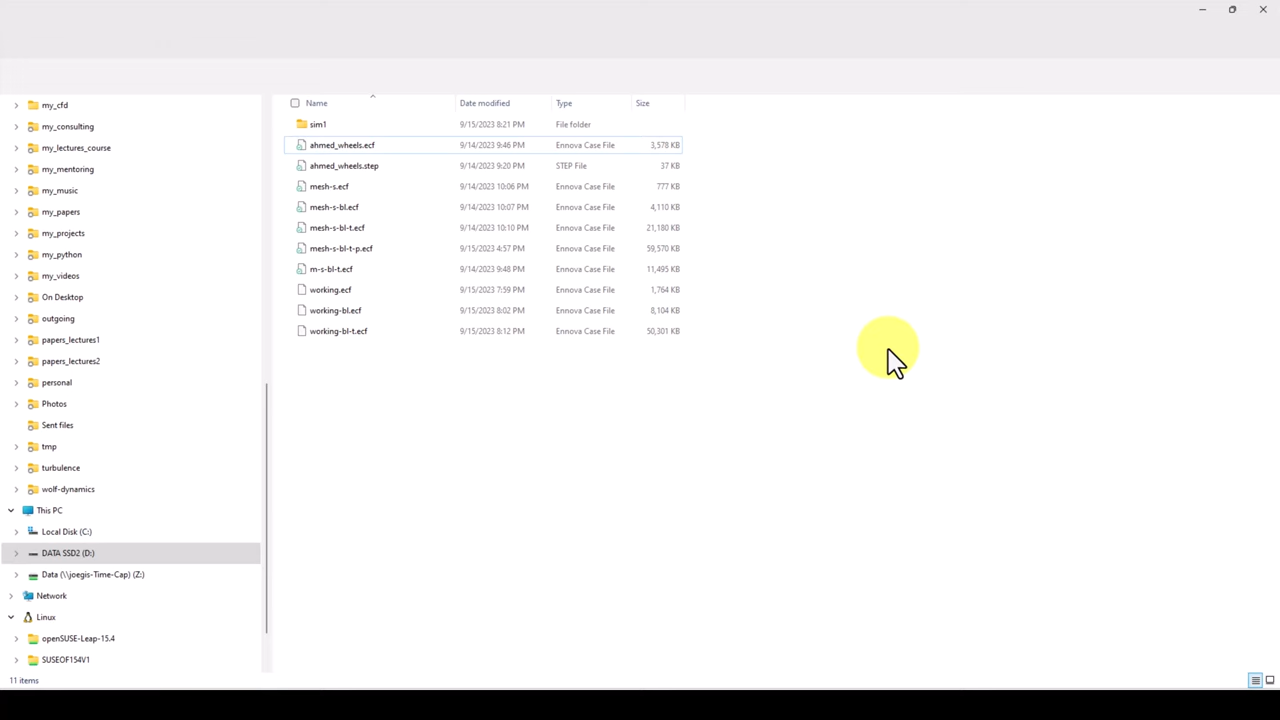 my_cfd
my_consulting
my_lectures_course
my_mentoring
my_music
my_papers
my_projects
my_python
my_videos
On Desktop
outgoing
papers_lectures1
papers_lectures2
personal
Photos
Sent files
tmp
turbulence
wolf-dynamics
This PC
Local Disk (C:)
DATA SSD2 (D:)
Data (\\joegis-Time-Cap) (Z:)
Network
Linux
openSUSE-Leap-15.4
SUSEOF154V1
Name Date modified Type Size
sim1 9/15/2023 8:21 PM File folder
ahmed_wheels.ecf 9/14/2023 9:46 PM Ennova Case File 3,578 KB
ahmed_wheels.step 9/14/2023 9:20 PM STEP File 37 KB
mesh-s.ecf 9/14/2023 10:06 PM Ennova Case File 777 KB
mesh-s-bl.ecf 9/14/2023 10:07 PM Ennova Case File 4,110 KB
mesh-s-bl-t.ecf 9/14/2023 10:10 PM Ennova Case File 21,180 KB
mesh-s-bl-t-p.ecf 9/15/2023 4:57 PM Ennova Case File 59,570 KB
m-s-bl-t.ecf 9/14/2023 9:48 PM Ennova Case File 11,495 KB
working.ecf 9/15/2023 7:59 PM Ennova Case File 1,764 KB
working-bl.ecf 9/15/2023 8:02 PM Ennova Case File 8,104 KB
working-bl-t.ecf 9/15/2023 8:12 PM Ennova Case File 50,301 KB
11 items